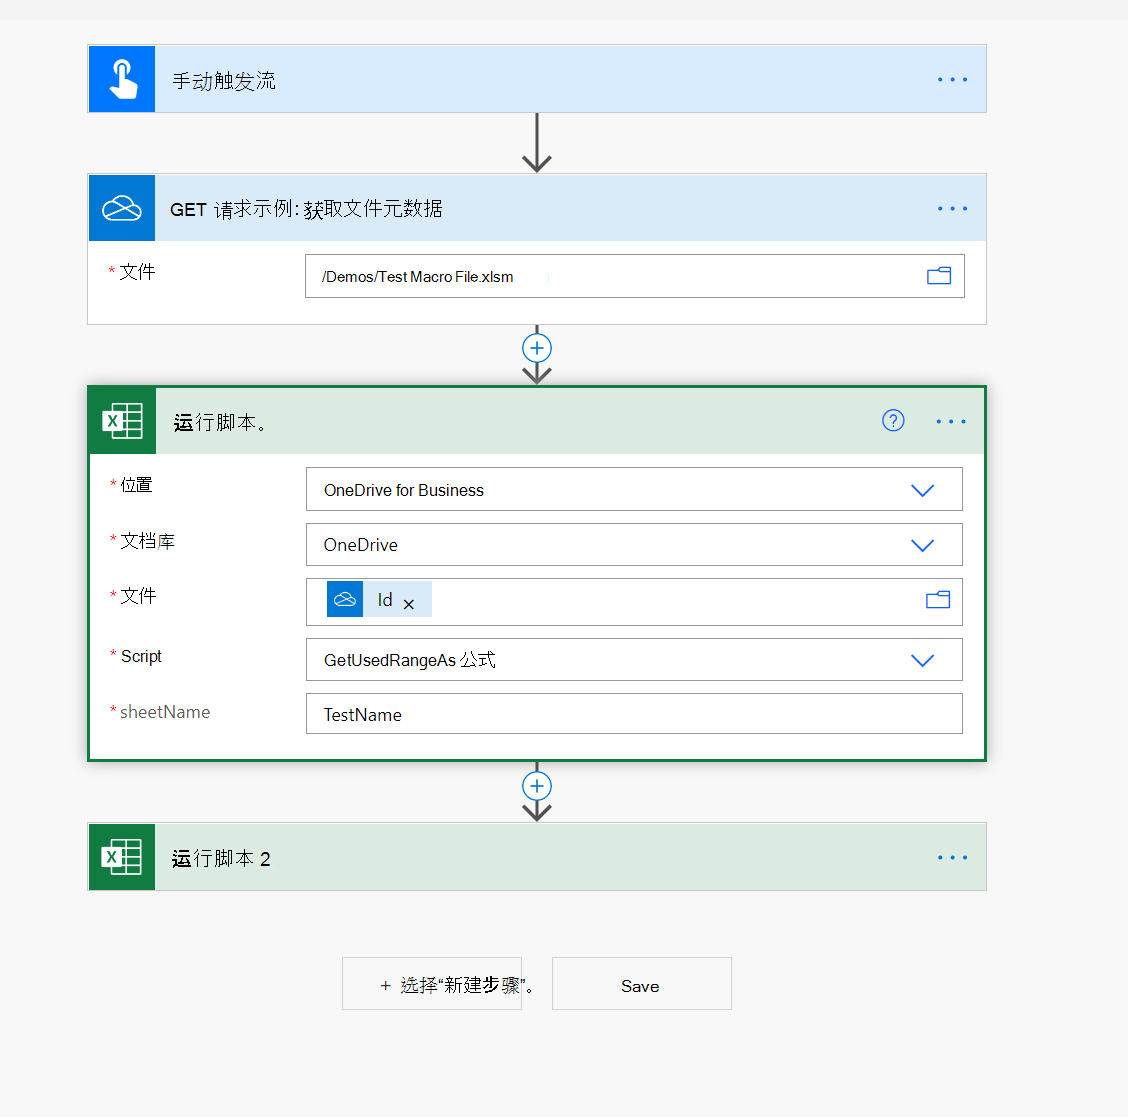 手动触发流
GET 请求示例: 获取文件元数据
* 文件
/Demos/Test Macro File.xlsm
运行脚本。
* 位置
OneDrive for Business
* 文档库
OneDrive
* 文件
Id ×
* Script
GetUsedRangeAs 公式
* sheetName
TestName
运行脚本 2
+ 选择“新建步骤”。
Save